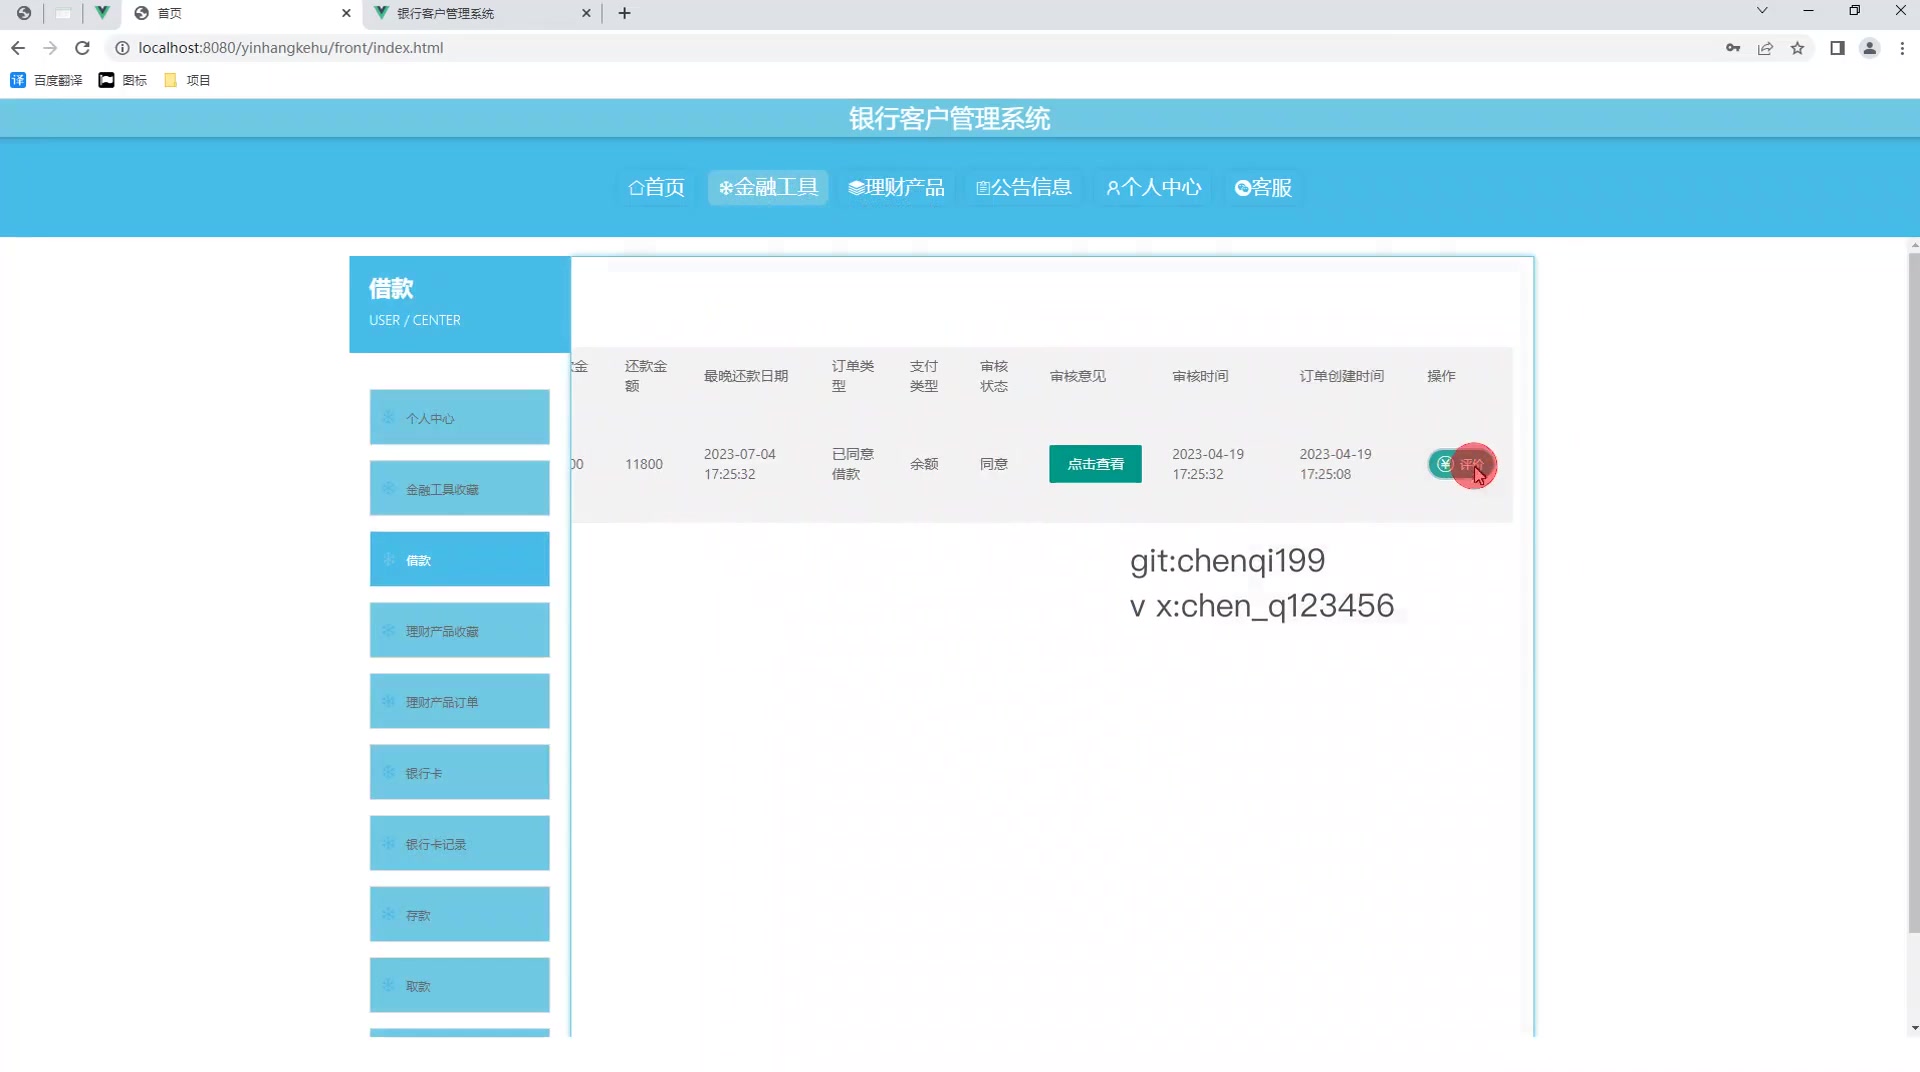 首页
银行客户管理系统
localhost:8080/yinhangkehu/front/index.html
译 百度翻译
图标
项目
银行客户管理系统
首页
金融工具
理财产品
公告信息
个人中心
客服
借款
USER / CENTER
个人中心
金融工具收藏
借款
理财产品收藏
理财产品订单
银行卡
银行卡记录
存款
取款
金
还款金
额
最晚还款日期
订单类
型
支付
类型
审核
状态
审核意见
审核时间
订单创建时间
操作
00
11800
2023-07-04
17:25:32
已同意
借款
余额
同意
点击查看
2023-04-19
17:25:32
2023-04-19
17:25:08
评价
git:chenqi199
v x:chen_q123456